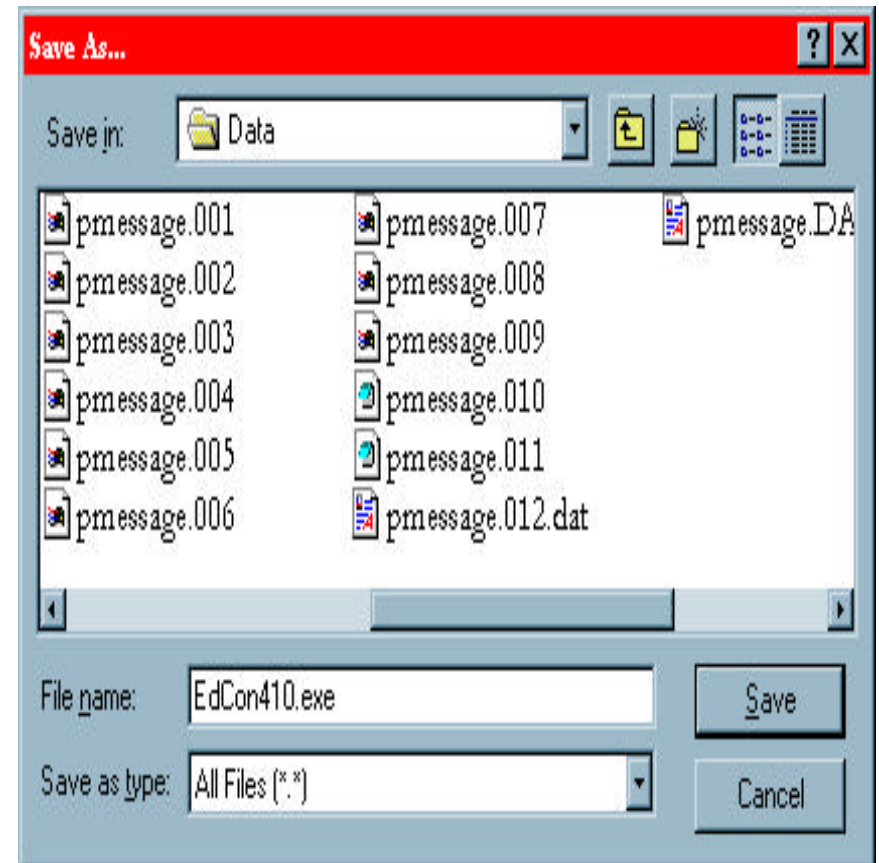 Save As...
Save in:
Data
pmessage.001
pmessage.002
pmessage.003
pmessage.004
pmessage.005
pmessage.006
pmessage.007
pmessage.008
pmessage.009
pmessage.010
pmessage.011
pmessage.012.dat
pmessage.DA
File name:
EdCon410.exe
Save
Save as type:
All Files (*.*)
Cancel